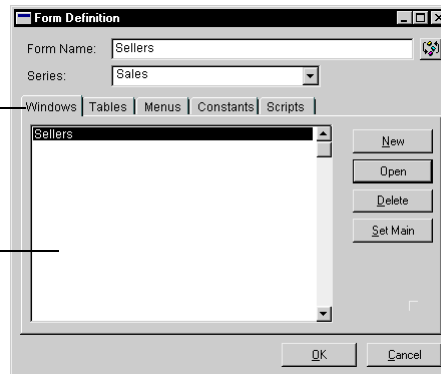 Form Definition
Form Name: Sellers
Series: Sales
Windows Tables Menus Constants Scripts
Sellers
New
Open
Delete
Set Main
OK Cancel